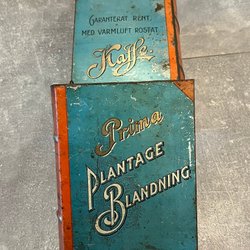 GARANTERAT RENT,
MED VARMLUFT ROSTAT
Kaffe
Prima
PLANTAGE
BLANDNING